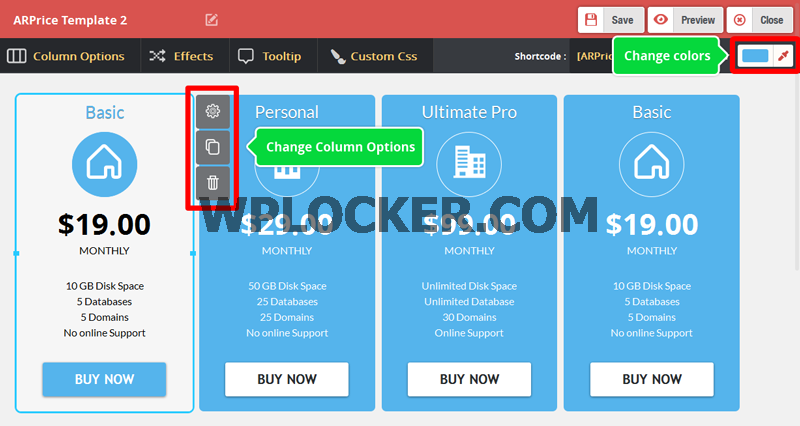 ARPrice Template 2
Save
Preview
Close
Column Options
Effects
Tooltip
Custom Css
Shortcode :
[ARPric
Change colors
Basic
$19.00
MONTHLY
10 GB Disk Space
5 Databases
5 Domains
No online Support
BUY NOW
Change Column Options
Personal
$29.00
MONTHLY
50 GB Disk Space
25 Databases
25 Domains
No online Support
BUY NOW
Ultimate Pro
$99.00
MONTHLY
Unlimited Disk Space
Unlimited Database
30 Domains
Online Support
BUY NOW
Basic
$19.00
MONTHLY
10 GB Disk Space
5 Databases
5 Domains
No online Support
BUY NOW
WPLOCKER.COM